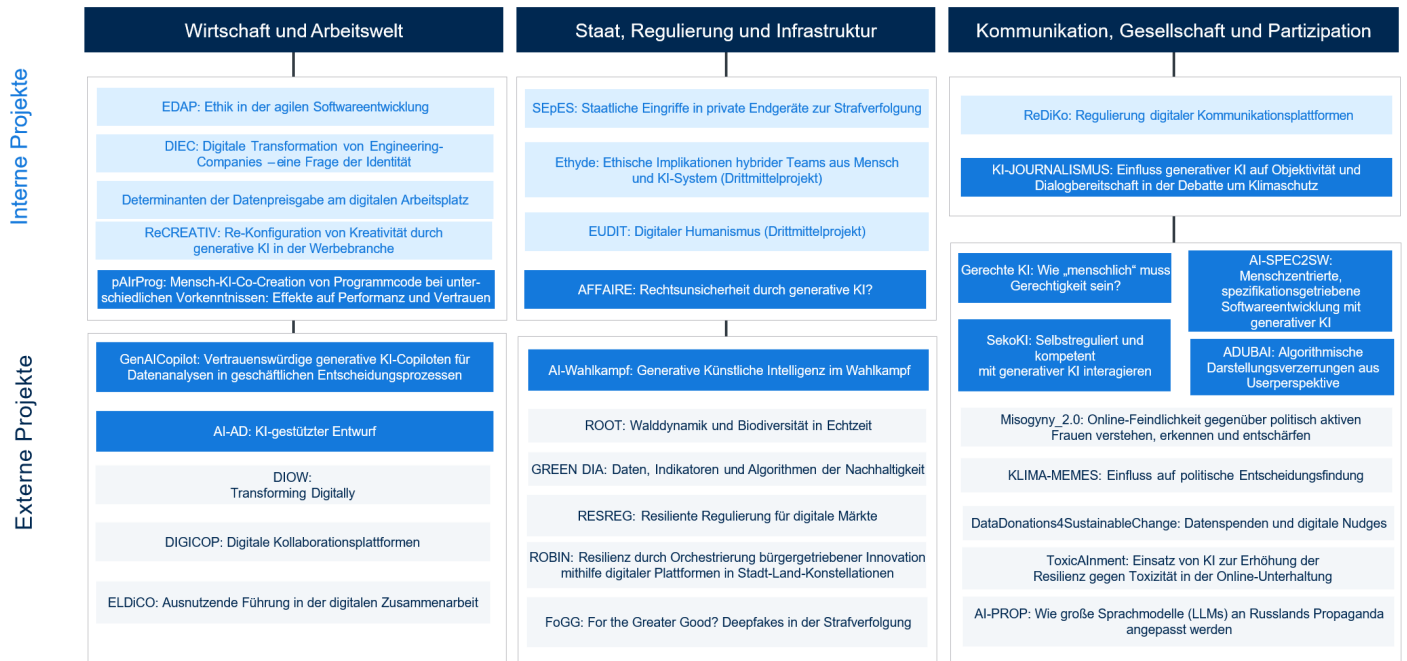 Wirtschaft und Arbeitswelt
Staat, Regulierung und Infrastruktur
Kommunikation, Gesellschaft und Partizipation
Interne Projekte
EDAP: Ethik in der agilen Softwareentwicklung
DIEC: Digitale Transformation von Engineering-
Companies – eine Frage der Identität
Determinanten der Datenpreisgabe am digitalen Arbeitsplatz
ReCREATIV: Re-Konfiguration von Kreativität durch
generative KI in der Werbebranche
pAIrProg: Mensch-KI-Co-Creation von Programmcode bei unter-
schiedlichen Vorkenntnissen: Effekte auf Performanz und Vertrauen
SEpES: Staatliche Eingriffe in private Endgeräte zur Strafverfolgung
Ethyde: Ethische Implikationen hybrider Teams aus Mensch
und KI-System (Drittmittelprojekt)
EUDIT: Digitaler Humanismus (Drittmittelprojekt)
AFFAIRE: Rechtsunsicherheit durch generative KI?
ReDiKo: Regulierung digitaler Kommunikationsplattformen
KI-JOURNALISMUS: Einfluss generativer KI auf Objektivität und
Dialogbereitschaft in der Debatte um Klimaschutz
Externe Projekte
GenAICopilot: Vertrauenswürdige generative KI-Copiloten für
Datenanalysen in geschäftlichen Entscheidungsprozessen
AI-AD: KI-gestützter Entwurf
DIOW:
Transforming Digitally
DIGICOP: Digitale Kollaborationsplattformen
ELDiCO: Ausnutzende Führung in der digitalen Zusammenarbeit
AI-Wahlkampf: Generative Künstliche Intelligenz im Wahlkampf
ROOT: Walddynamik und Biodiversität in Echtzeit
GREEN DIA: Daten, Indikatoren und Algorithmen der Nachhaltigkeit
RESREG: Resiliente Regulierung für digitale Märkte
ROBIN: Resilienz durch Orchestrierung bürgergetriebener Innovation
mithilfe digitaler Plattformen in Stadt-Land-Konstellationen
FoGG: For the Greater Good? Deepfakes in der Strafverfolgung
Gerechte KI: Wie „menschlich“ muss
Gerechtigkeit sein?
AI-SPEC2SW:
Menschzentrierte,
spezifikationsgetriebene
Softwareentwicklung mit
generativer KI
SekoKI: Selbstreguliert und
kompetent
mit generativer KI interagieren
ADUBAI: Algorithmische
Darstellungsverzerrungen aus
Userperspektive
Misogyny_2.0: Online-Feindlichkeit gegenüber politisch aktiven
Frauen verstehen, erkennen und entschärfen
KLIMA-MEMES: Einfluss auf politische Entscheidungsfindung
DataDonations4SustainableChange: Datenspenden und digitale Nudges
ToxicAInment: Einsatz von KI zur Erhöhung der
Resilienz gegen Toxizität in der Online-Unterhaltung
AI-PROP: Wie große Sprachmodelle (LLMs) an Russlands Propaganda
angepasst werden